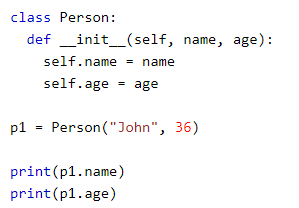 class Person:
  def __init__(self, name, age):
    self.name = name
    self.age = age

p1 = Person("John", 36)

print(p1.name)
print(p1.age)